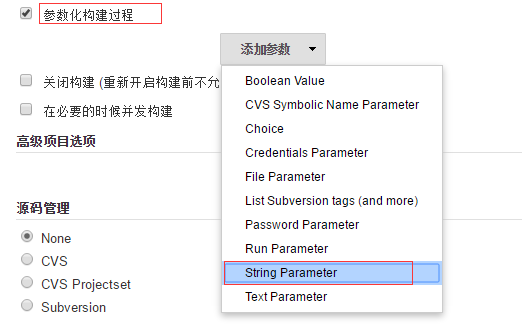 参数化构建过程
添加参数
Boolean Value
关闭构建 (重新开启构建前不允
CVS Symbolic Name Parameter
在必要的时候并发构建
Choice
高级项目选项
Credentials Parameter
File Parameter
List Subversion tags (and more)
源码管理
Password Parameter
None
Run Parameter
CVS
String Parameter
CVS Projectset
Text Parameter
Subversion